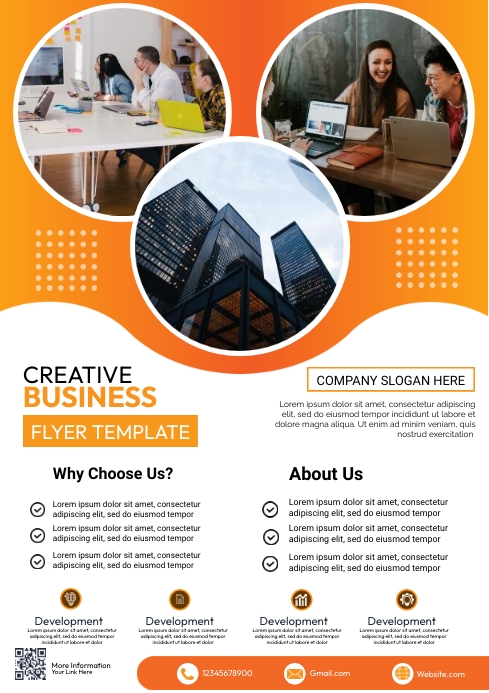 CREATIVE
BUSINESS
FLYER TEMPLATE
COMPANY SLOGAN HERE
Lorem ipsum dolor sit amet, consectetur adipiscing
elit, sed do eiusmod tempor incididunt ut labore et
dolore magna aliqua. Ut enim ad minim veniam, quis
nostrud exercitation
Why Choose Us?
Lorem ipsum dolor sit amet, consectetur
adipiscing elit, sed do eiusmod tempor
Lorem ipsum dolor sit amet, consectetur
adipiscing elit, sed do eiusmod tempor
Lorem ipsum dolor sit amet, consectetur
adipiscing elit, sed do eiusmod tempor
About Us
Lorem ipsum dolor sit amet, consectetur
adipiscing elit, sed do eiusmod tempor
Lorem ipsum dolor sit amet, consectetur
adipiscing elit, sed do eiusmod tempor
Lorem ipsum dolor sit amet, consectetur
adipiscing elit, sed do eiusmod tempor
Development
Lorem ipsum dolor sit amet, consectetur
adipiscing elit, sed do eiusmod tempor
incididunt ut labore et dolor
Development
Lorem ipsum dolor sit amet, consectetur
adipiscing elit, sed do eiusmod tempor
incididunt ut labore et dolor
Development
Lorem ipsum dolor sit amet, consectetur
adipiscing elit, sed do eiusmod tempor
incididunt ut labore et dolor
Development
Lorem ipsum dolor sit amet, consectetur
adipiscing elit, sed do eiusmod tempor
incididunt ut labore et dolor
More Information
Your Link Here
12345678900
Gmail.com
Website.com